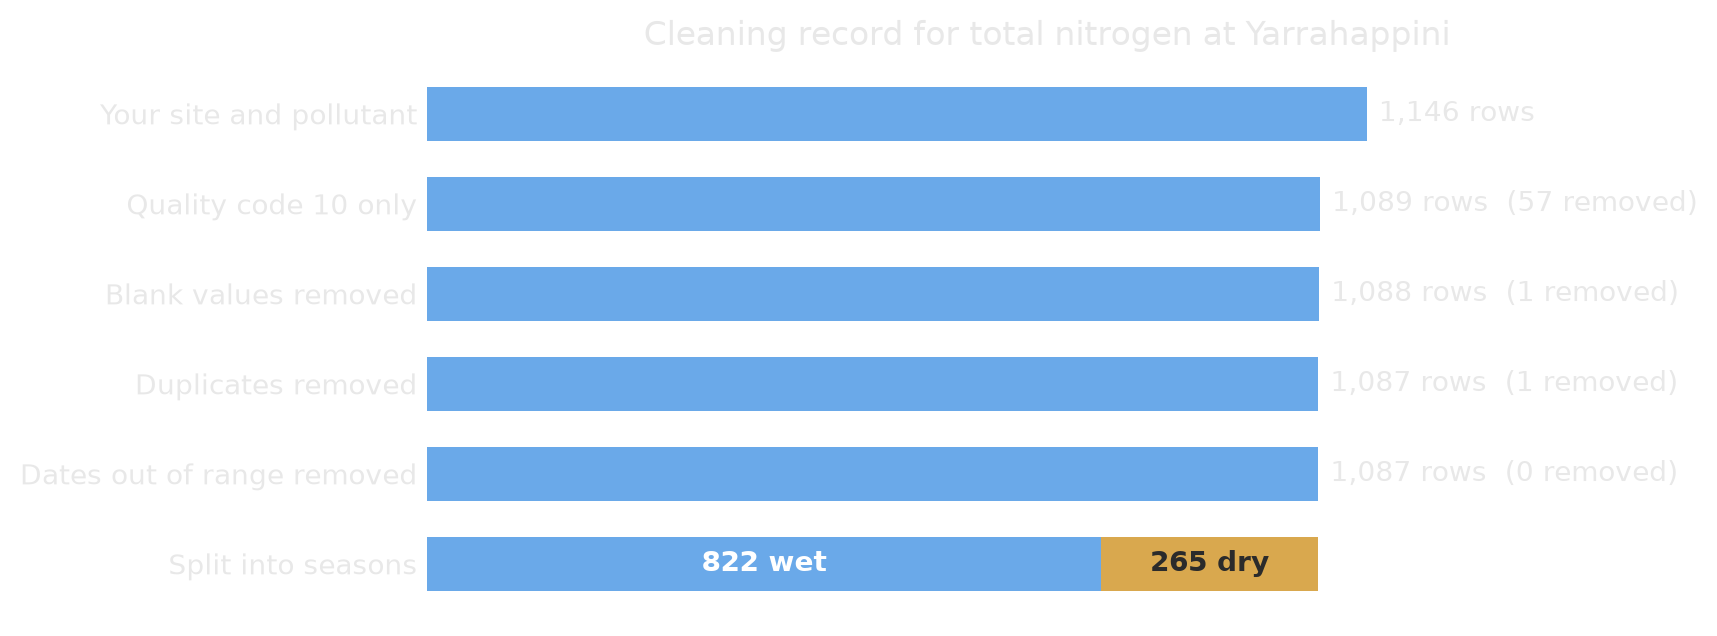 Cleaning record for total nitrogen at Yarrahappini
Your site and pollutant 1,146 rows
Quality code 10 only 1,089 rows (57 removed)
Blank values removed 1,088 rows (1 removed)
Duplicates removed 1,087 rows (1 removed)
Dates out of range removed 1,087 rows (0 removed)
Split into seasons 822 wet 265 dry